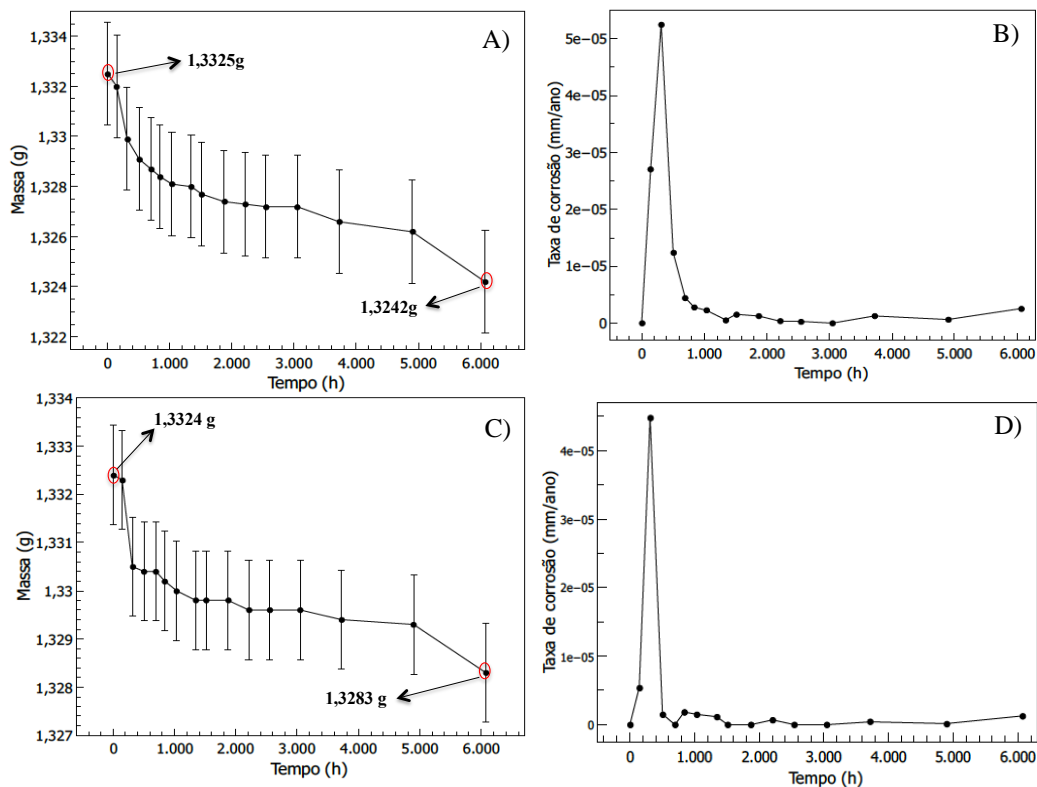 A)
1,334
1,332
1,33
1,328
1,326
1,324
1,322
Massa (g)
1,3325g
1,3242g
0
1.000
2.000
3.000
4.000
5.000
6.000
Tempo (h)
B)
5e−05
4e−05
3e−05
2e−05
1e−05
0
Taxa de corrosão (mm/ano)
0
1.000
2.000
3.000
4.000
5.000
6.000
Tempo (h)
C)
1,334
1,333
1,332
1,331
1,33
1,329
1,328
1,327
Massa (g)
1,3324 g
1,3283 g
0
1.000
2.000
3.000
4.000
5.000
6.000
Tempo (h)
D)
4e−05
3e−05
2e−05
1e−05
0
Taxa de corrosão (mm/ano)
0
1.000
2.000
3.000
4.000
5.000
6.000
Tempo (h)